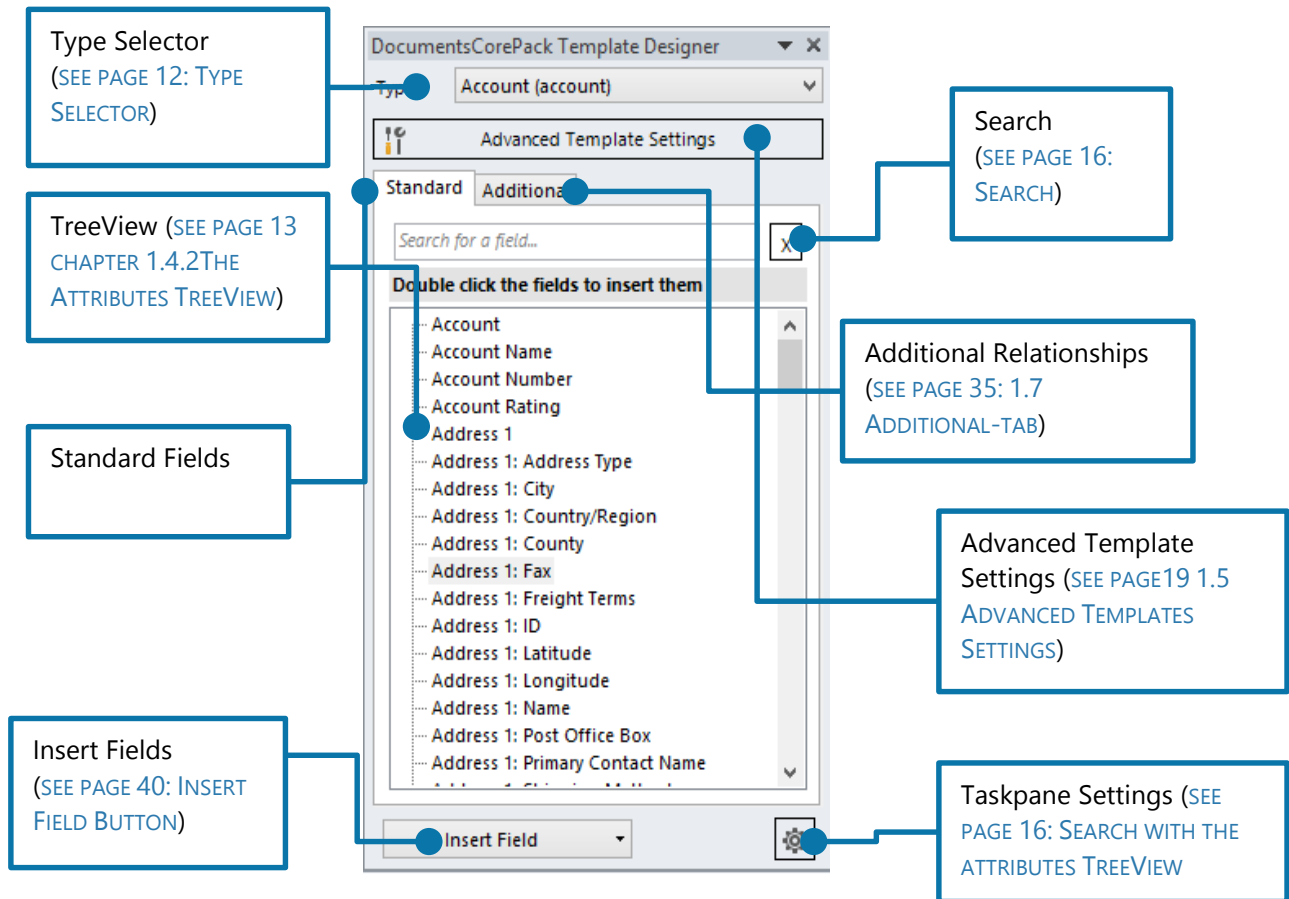 Type Selector
(SEE PAGE 12: TYPE
SELECTOR)
TreeView (SEE PAGE 13
CHAPTER 1.4.2THE
ATTRIBUTES TREEVIEW)
Standard Fields
Insert Fields
(SEE PAGE 40: INSERT
FIELD BUTTON)
DocumentsCorePack Template Designer
Account (account)
Advanced Template Settings
Standard
Search for a field...
X
Double click the fields to insert them
Account
Account Name
Account Number
Account Rating
Address 1
Address 1: Address Type
Address 1: City
Address 1: Country/Region
Address 1: County
Address 1: Fax
Address 1: Freight Terms
Address 1: ID
Address 1: Latitude
Address 1: Longitude
Address 1: Name
Address 1: Post Office Box
Address 1: Primary Contact Name
Insert Field
Search
(SEE PAGE 16:
SEARCH)
Additional Relationships
(SEE PAGE 35: 1.7
ADDITIONAL-TAB)
Advanced Template
Settings (SEE PAGE19 1.5
ADVANCED TEMPLATES
SETTINGS)
Taskpane Settings (SEE
PAGE 16: SEARCH WITH THE
ATTRIBUTES TREEVIEW